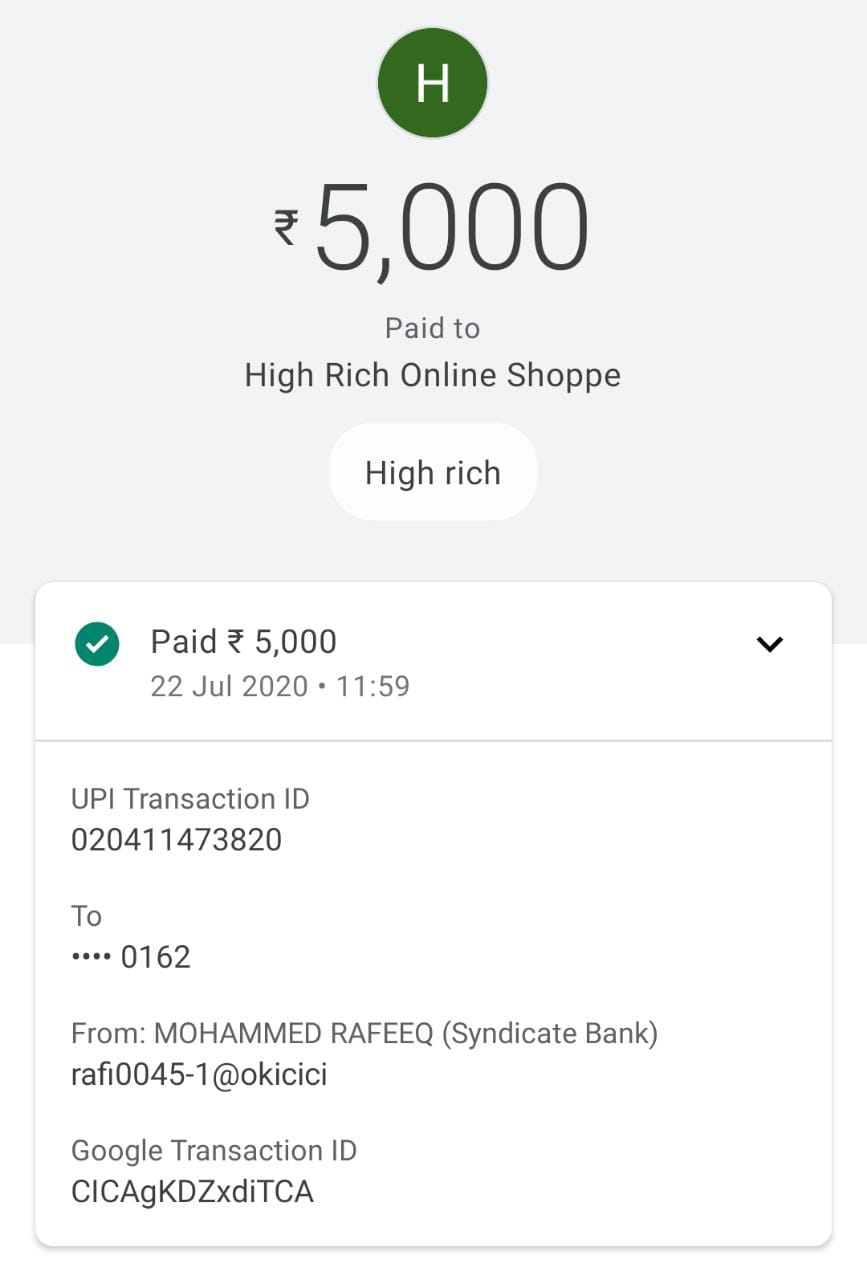 H
₹5,000
Paid to
High Rich Online Shoppe
High rich
Paid ₹ 5,000
22 Jul 2020 • 11:59
UPI Transaction ID
020411473820
To
•••• 0162
From: MOHAMMED RAFEEQ (Syndicate Bank)
rafi0045-1@okicici
Google Transaction ID
CICAgKDZxdiTCA